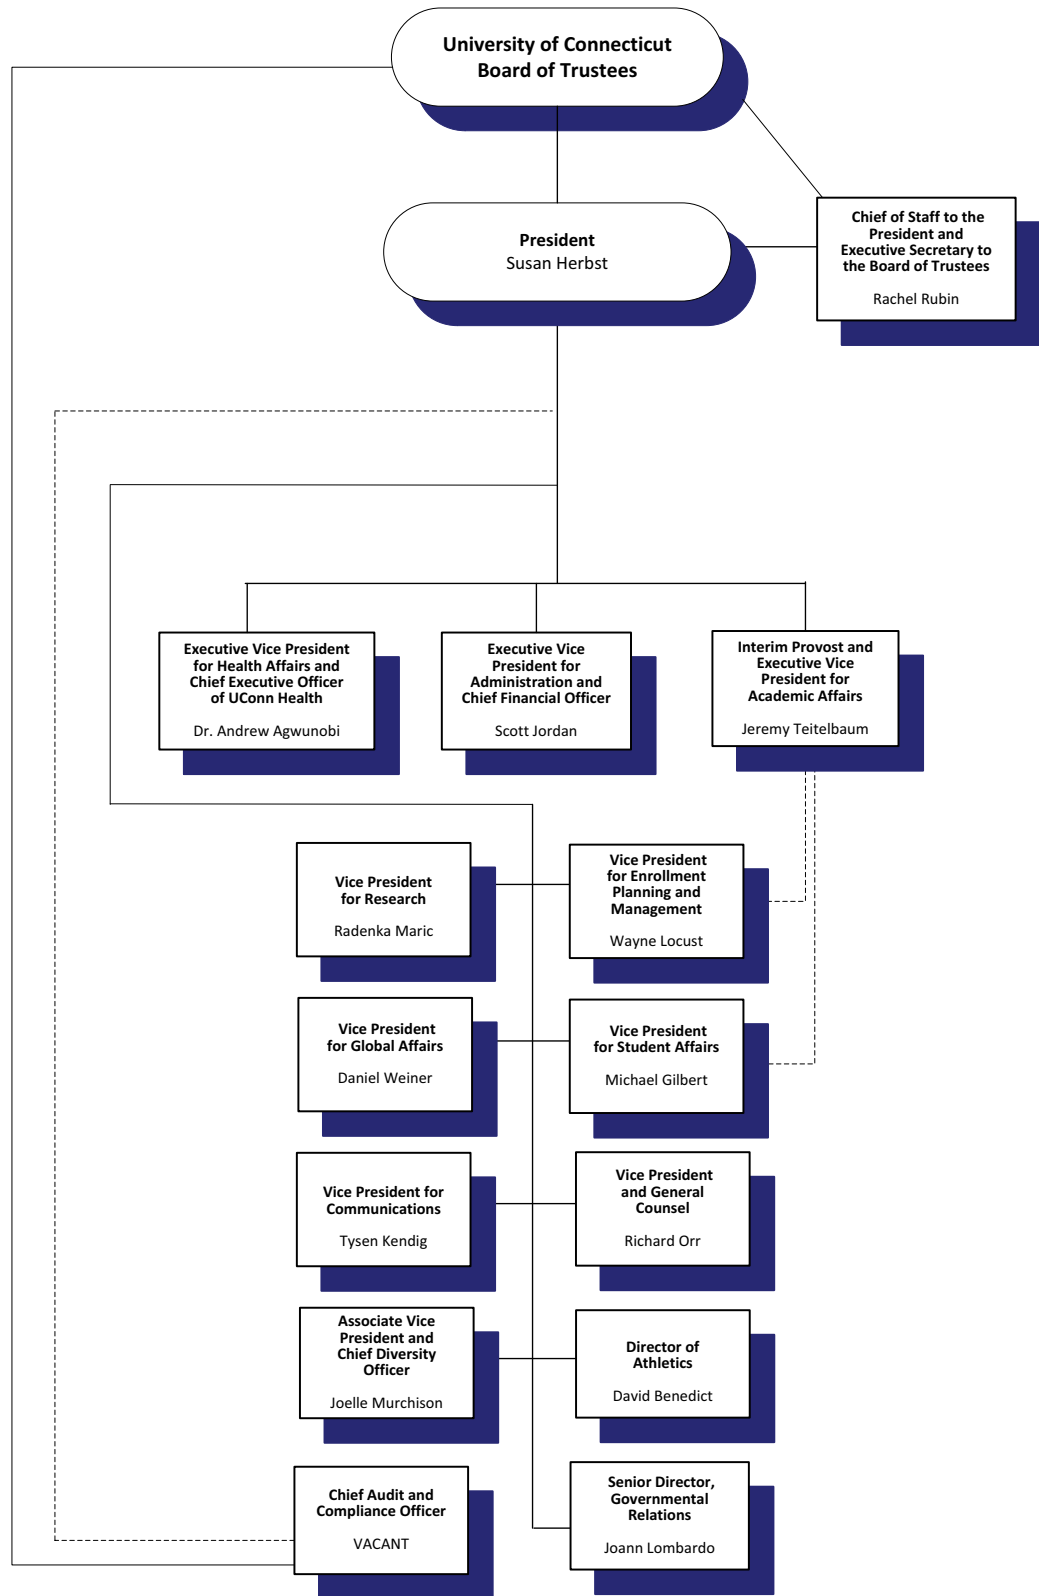 University of Connecticut
Board of Trustees
President
Susan Herbst
Chief of Staff to the
President and
Executive Secretary to
the Board of Trustees
Rachel Rubin
Executive Vice President
for Health Affairs and
Chief Executive Officer
of UConn Health
Dr. Andrew Agwunobi
Executive Vice
President for
Administration and
Chief Financial Officer
Scott Jordan
Interim Provost and
Executive Vice
President for
Academic Affairs
Jeremy Teitelbaum
Vice President
for Research
Radenka Maric
Vice President
for Enrollment
Planning and
Management
Wayne Locust
Vice President
for Global Affairs
Daniel Weiner
Vice President
for Student Affairs
Michael Gilbert
Vice President for
Communications
Tysen Kendig
Vice President
and General
Counsel
Richard Orr
Associate Vice
President and
Chief Diversity
Officer
Joelle Murchison
Director of
Athletics
David Benedict
Chief Audit and
Compliance Officer
VACANT
Senior Director,
Governmental
Relations
Joann Lombardo